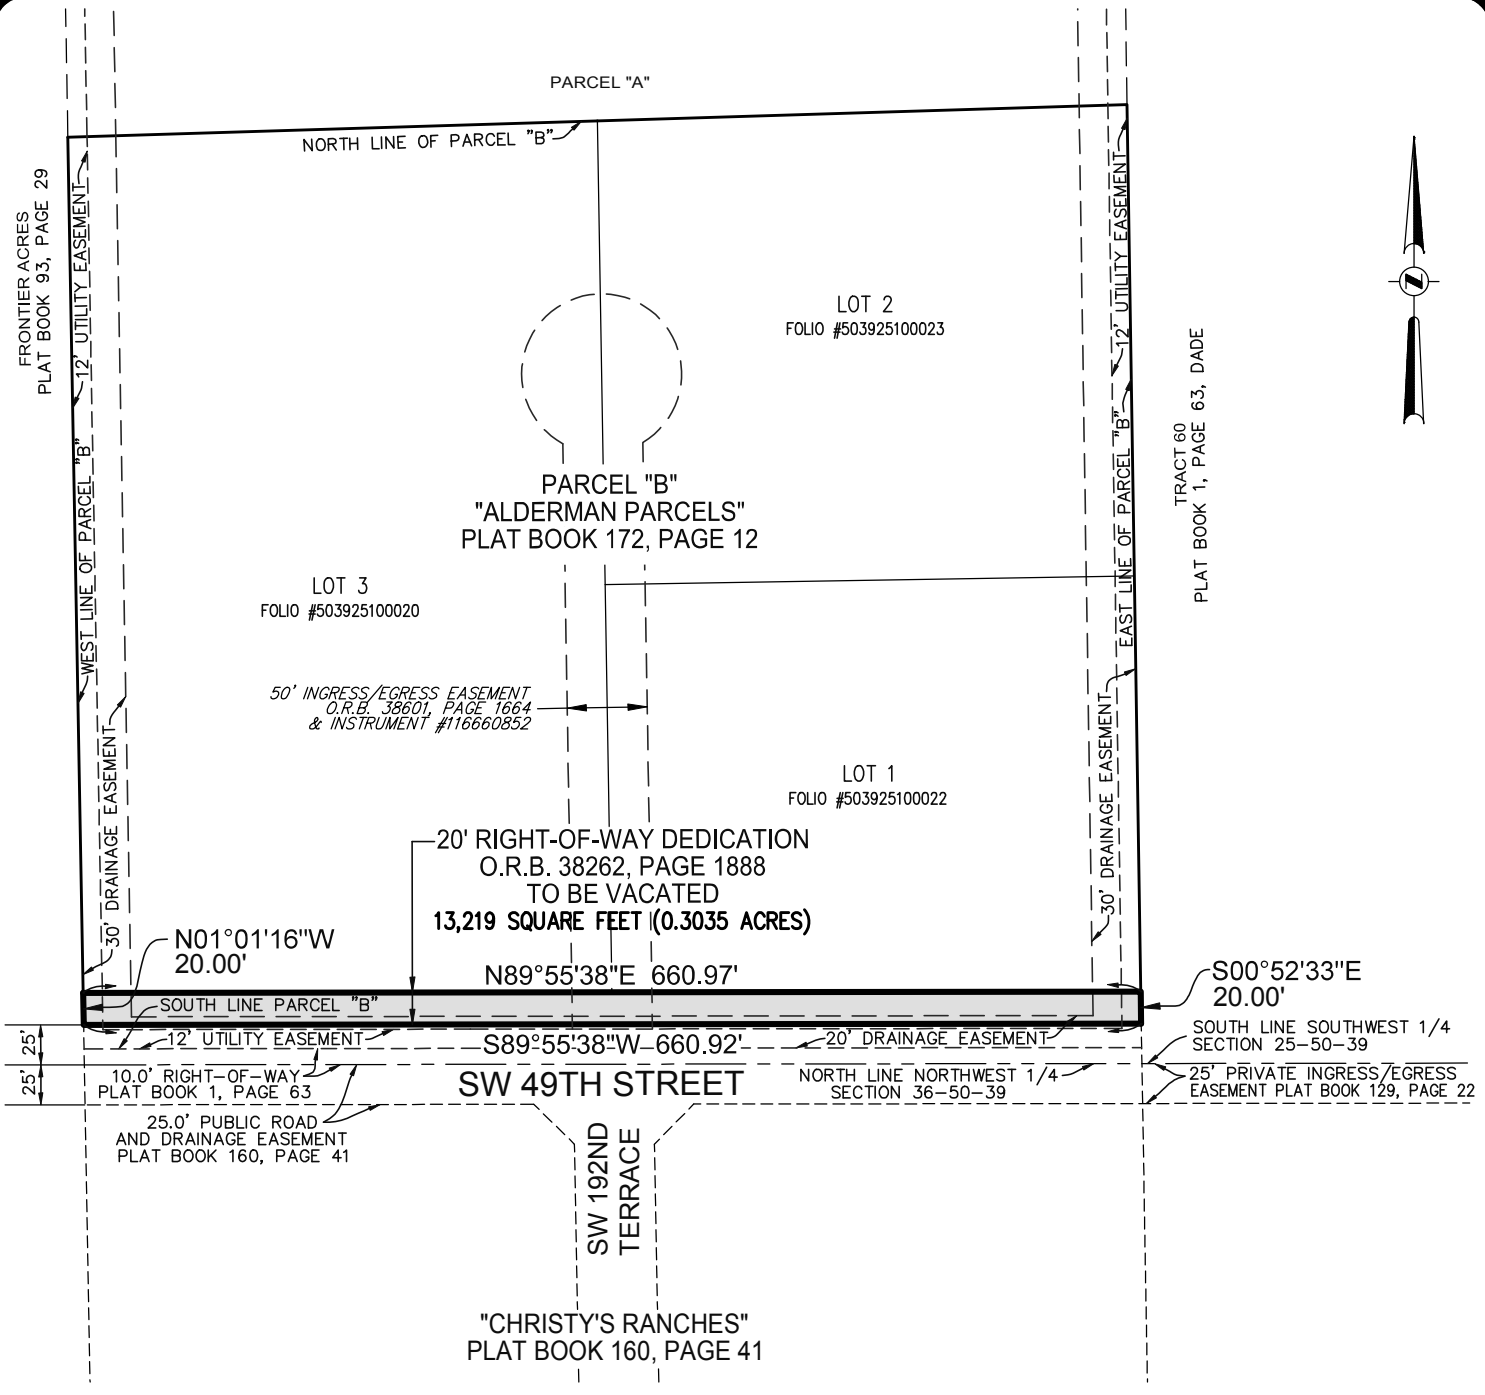 PARCEL "A"
NORTH LINE OF PARCEL "B"
FRONTIER ACRES
PLAT BOOK 93, PAGE 29
12' UTILITY EASEMENT
WEST LINE OF PARCEL "B"
30' DRAINAGE EASEMENT
LOT 2
FOLIO #503925100023
12' UTILITY EASEMENT
EAST LINE OF PARCEL "B"
30' DRAINAGE EASEMENT
TRACT 60
PLAT BOOK 1, PAGE 63, DADE
N
PARCEL "B"
"ALDERMAN PARCELS"
PLAT BOOK 172, PAGE 12
LOT 3
FOLIO #503925100020
50' INGRESS/EGRESS EASEMENT
O.R.B. 38601, PAGE 1664
& INSTRUMENT #116660852
LOT 1
FOLIO #503925100022
20' RIGHT-OF-WAY DEDICATION
O.R.B. 38262, PAGE 1888
TO BE VACATED
13,219 SQUARE FEET (0.3035 ACRES)
N01°01'16"W
20.00'
N89°55'38"E 660.97'
S00°52'33"E
20.00'
SOUTH LINE PARCEL "B"
12' UTILITY EASEMENT
S89°55'38"W 660.92'
20' DRAINAGE EASEMENT
SOUTH LINE SOUTHWEST 1/4
SECTION 25-50-39
25'
25'
10.0' RIGHT-OF-WAY
PLAT BOOK 1, PAGE 63
SW 49TH STREET
NORTH LINE NORTHWEST 1/4
SECTION 36-50-39
25' PRIVATE INGRESS/EGRESS
EASEMENT PLAT BOOK 129, PAGE 22
25.0' PUBLIC ROAD
AND DRAINAGE EASEMENT
PLAT BOOK 160, PAGE 41
SW 192ND
TERRACE
"CHRISTY'S RANCHES"
PLAT BOOK 160, PAGE 41